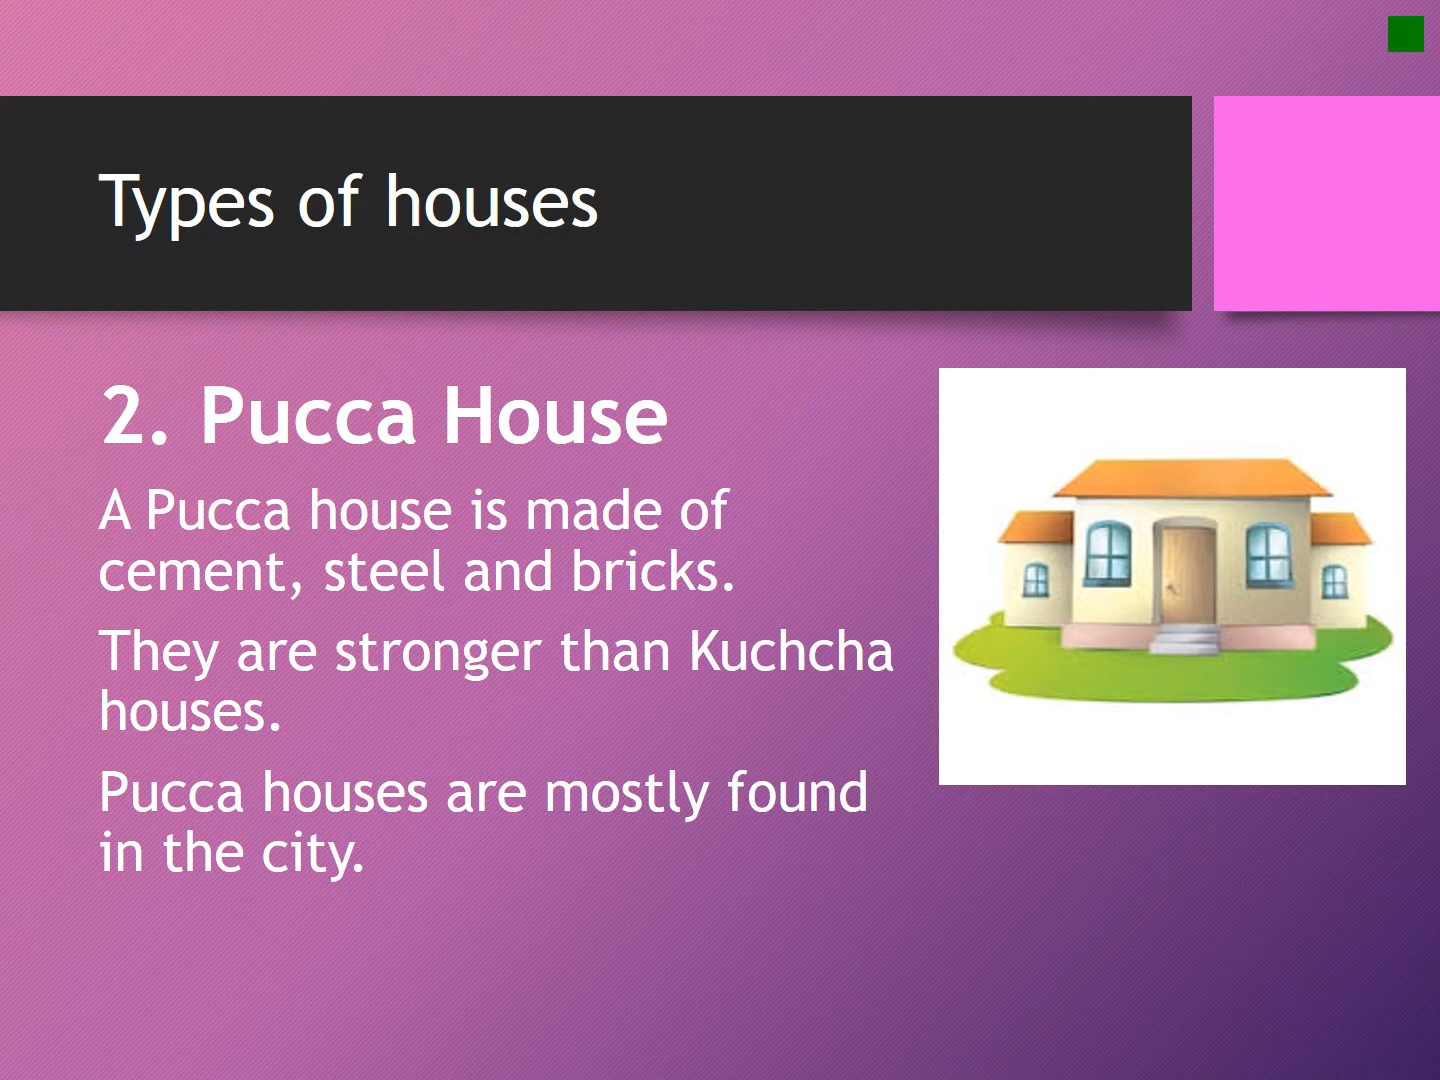 Types of houses
2. Pucca House
A Pucca house is made of
cement, steel and bricks.
They are stronger than Kuchcha
houses.
Pucca houses are mostly found
in the city.